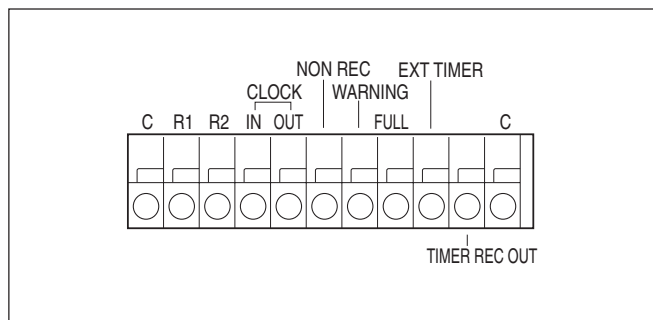 NON REC EXT TIMER
CLOCK WARNING
C R1 R2 IN OUT FULL C
TIMER REC OUT